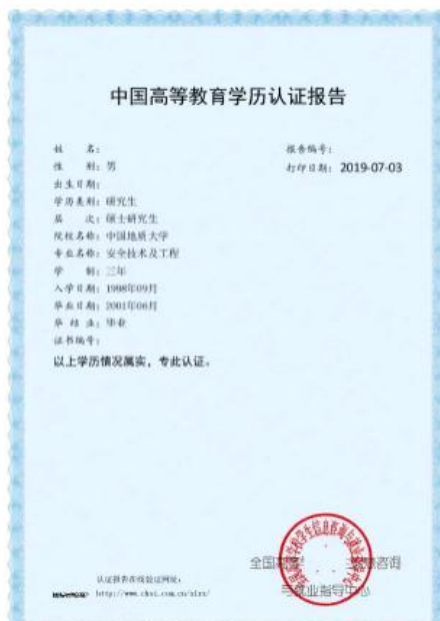 中国高等教育学历认证报告
姓 名：
报告编号：
性 别：男
打印日期：2019-07-03
出生日期：
学历类别：研究生
层 次：硕士研究生
院校名称：中国地质大学
专业名称：安全技术及工程
学 制：三年
入学日期：1998年09月
毕业日期：2001年06月
毕 结 业：毕业
证书编号：
以上学历情况属实，专此认证。
全国 咨询
与就业指导中心
认证报告在线验证网址：
http://www.chsi.com.cn/xlrz/